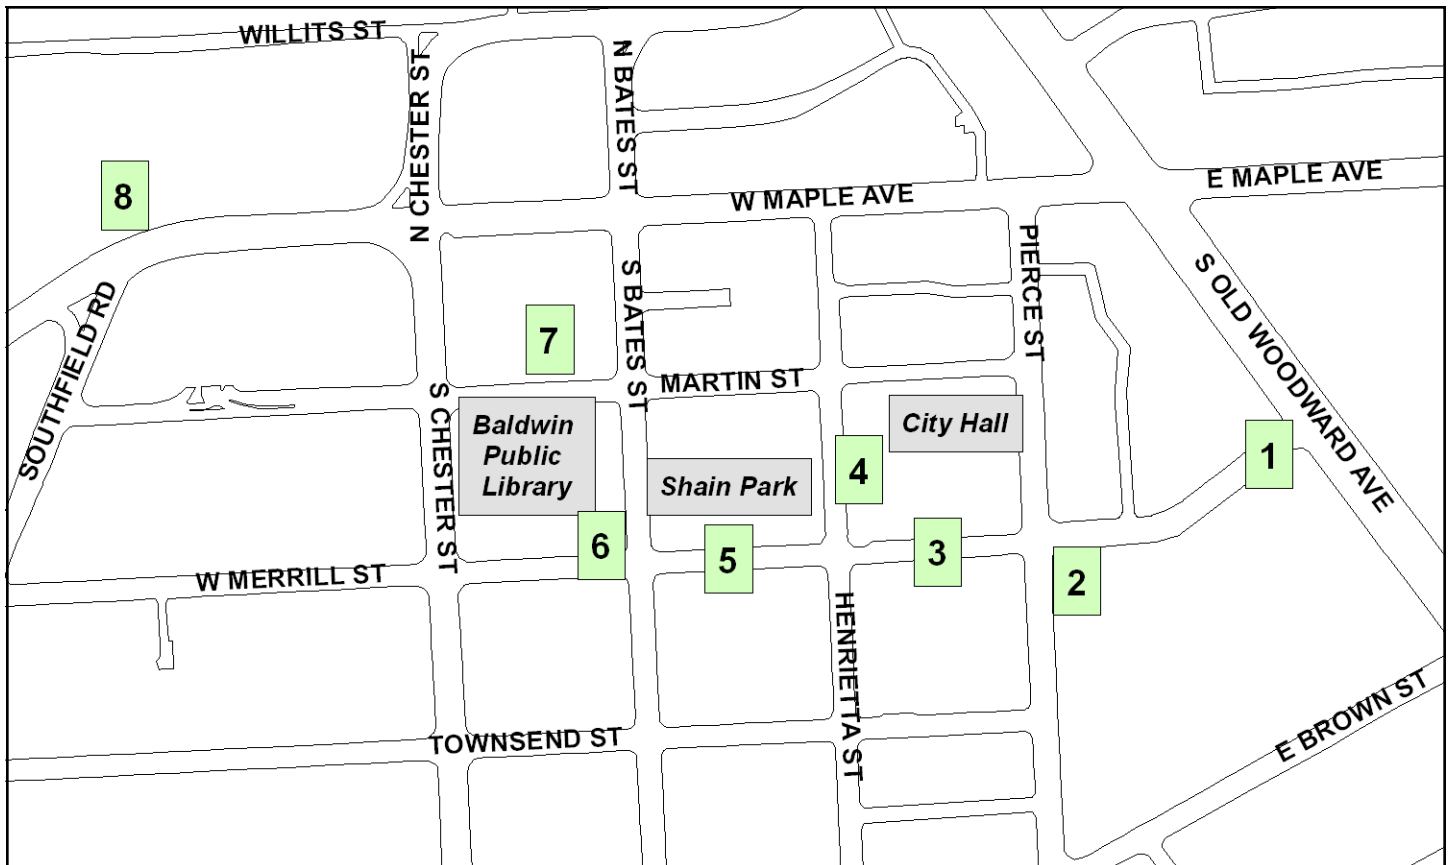 WILLITS ST
N CHESTER ST
N BATES ST
8
W MAPLE AVE
E MAPLE AVE
PIERCE ST
S OLD WOODWARD AVE
SOUTHFIELD RD
S BATES ST
7
MARTIN ST
S CHESTER ST
Baldwin
Public
Library
City Hall
Shain Park
4
1
6
5
3
2
W MERRILL ST
HENRIETTA ST
TOWNSEND ST
E BROWN ST